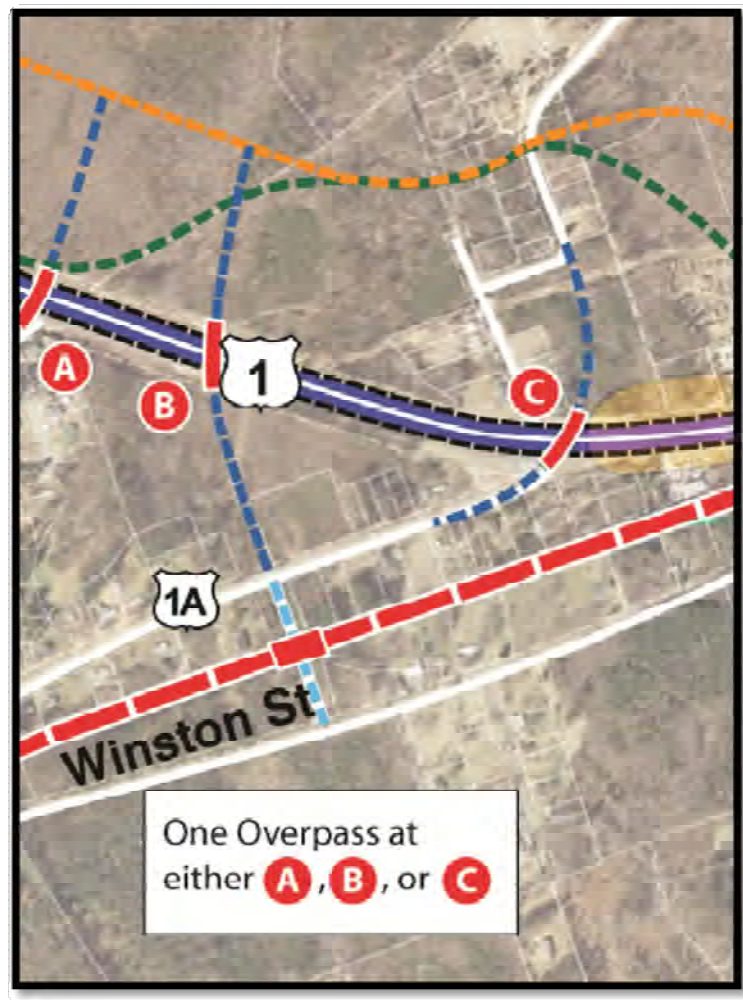 A
B
1
C
1A
Winston St
One Overpass at
either A , B , or C